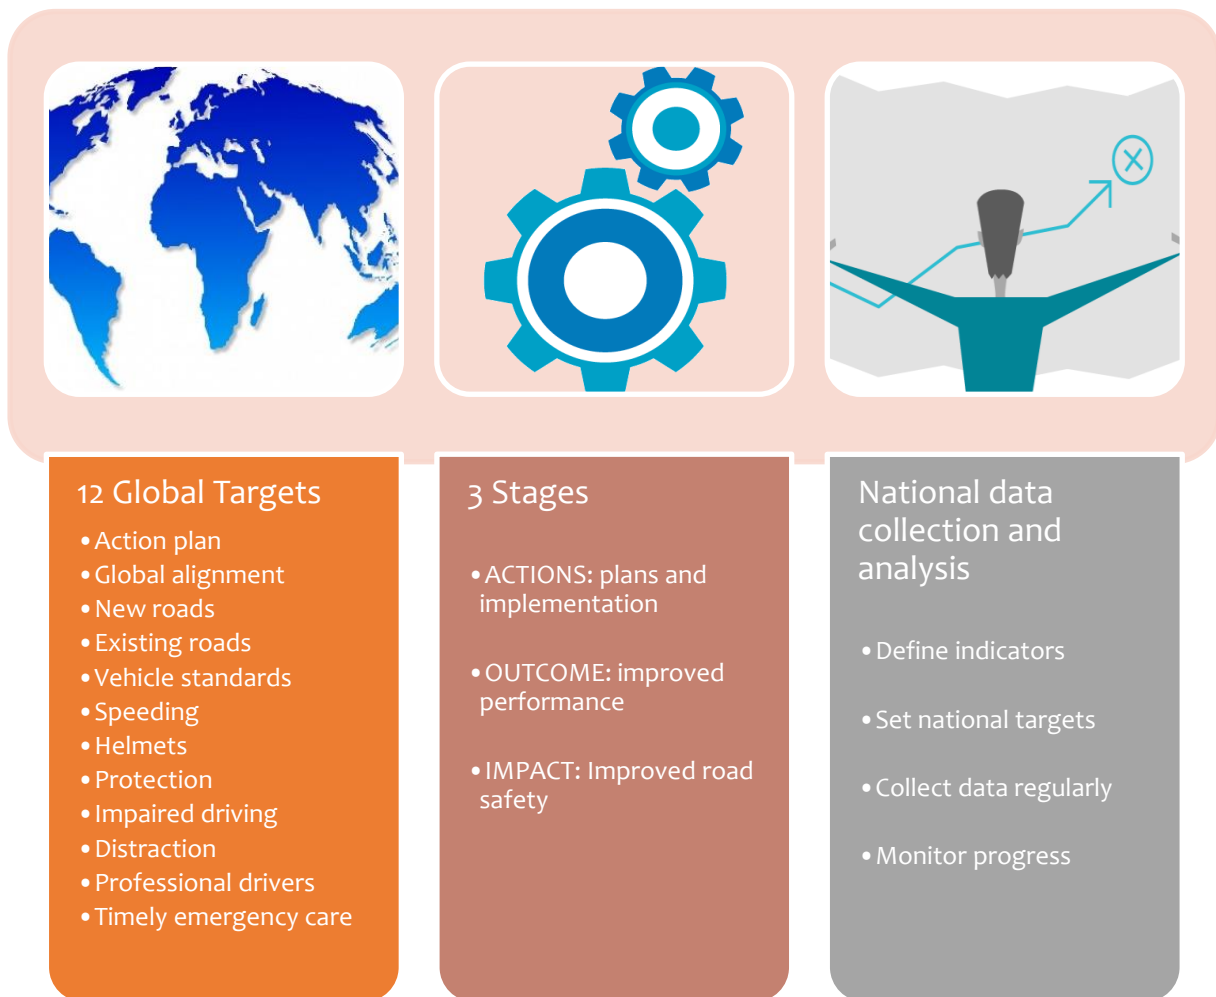 12 Global Targets
• Action plan
• Global alignment
• New roads
• Existing roads
• Vehicle standards
• Speeding
• Helmets
• Protection
• Impaired driving
• Distraction
• Professional drivers
• Timely emergency care
3 Stages
• ACTIONS: plans and
implementation
• OUTCOME: improved
performance
• IMPACT: Improved road
safety
National data
collection and
analysis
• Define indicators
• Set national targets
• Collect data regularly
• Monitor progress